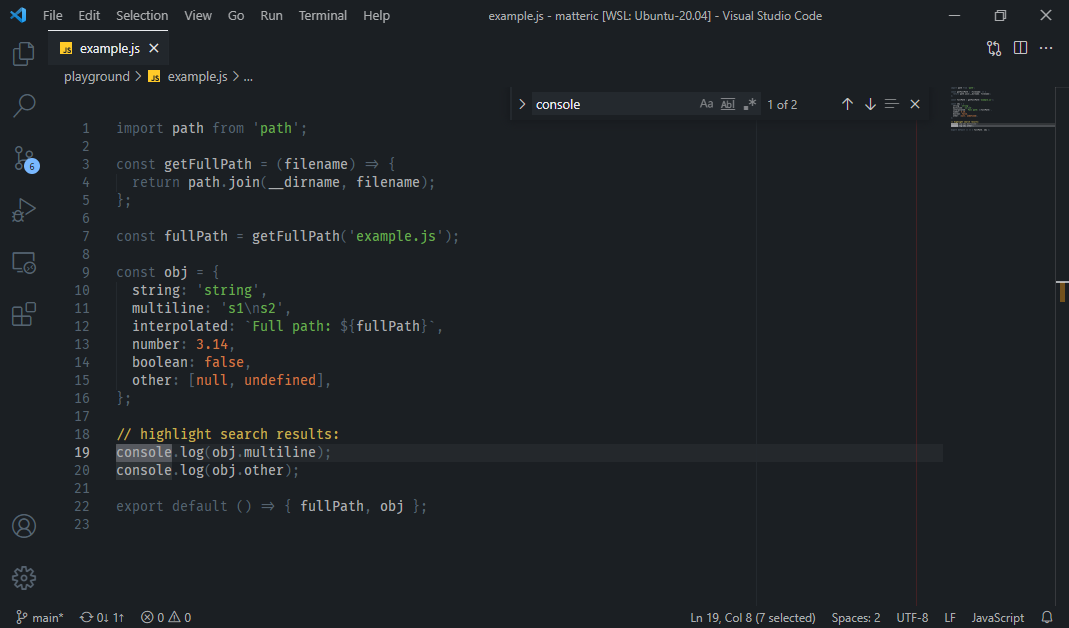 File Edit Selection View Go Run Terminal Help example.js - matteric [WSL: Ubuntu-20.04] - Visual Studio Code
JS example.js
playground > JS example.js > ...
console Aa Abl .* 1 of 2
6
1 import path from 'path';
2
3 const getFullPath = (filename) => {
4 return path.join(__dirname, filename);
5 };
6
7 const fullPath = getFullPath('example.js');
8
9 const obj = {
10 string: 'string',
11 multiline: 's1\ns2',
12 interpolated: `Full path: ${fullPath}`,
13 number: 3.14,
14 boolean: false,
15 other: [null, undefined],
16 };
17
18 // highlight search results:
19 console.log(obj.multiline);
20 console.log(obj.other);
21
22 export default () => { fullPath, obj };
23
main* 0↓ 1↑ 0 0 Ln 19, Col 8 (7 selected) Spaces: 2 UTF-8 LF JavaScript